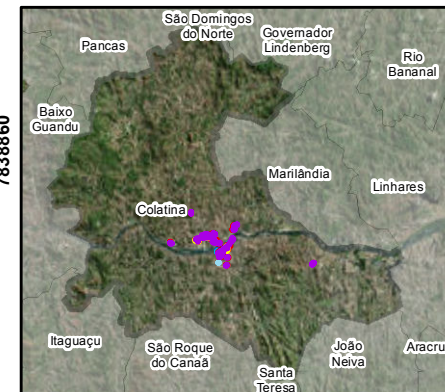 São Domingos
do Norte
Governador
Lindenberg
Pancas
Rio
Bananal
7838860
Baixo
Guandu
Marilândia
Linhares
Colatina
Itaguaçu
São Roque
do Canaã
João
Neiva
Aracru
Santa
Teresa